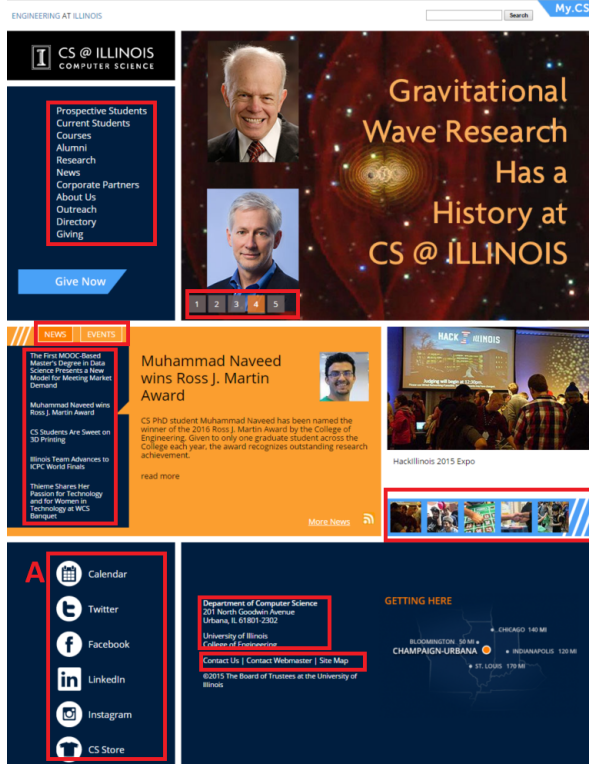 ENGINEERING AT ILLINOIS
Search
My.CS
I CS @ ILLINOIS
COMPUTER SCIENCE
Prospective Students
Current Students
Courses
Alumni
Research
News
Corporate Partners
About Us
Outreach
Directory
Giving
Give Now
Gravitational
Wave Research
Has a
History at
CS @ ILLINOIS
1 2 3 4 5
NEWS EVENTS
The First MOOC-Based
Master's Degree in Data
Science Presents a New
Model for Meeting Market
Demand
Muhammad Naveed wins
Ross J. Martin Award
CS Students Are Sweet on
3D Printing
Illinois Team Advances to
ICPC World Finals
Thieme Shares Her
Passion for Technology
and for Women in
Technology at WCS
Banquet
Muhammad Naveed
wins Ross J. Martin
Award
CS PhD student Muhammad Naveed has been named the
winner of the 2016 Ross J. Martin Award by the College of
Engineering. Given to only one graduate student across the
College each year, the award recognizes outstanding research
achievement.
read more
More News
HACK ILLINOIS
Judging will begin at 12:30pm.
HackIllinois 2015 Expo
A
Calendar
Twitter
Facebook
in LinkedIn
Instagram
CS Store
Department of Computer Science
201 North Goodwin Avenue
Urbana, IL 61801-2302
University of Illinois
College of Engineering
Contact Us | Contact Webmaster | Site Map
©2015 The Board of Trustees at the University of
Illinois
GETTING HERE
CHICAGO 140 MI
BLOOMINGTON 50 MI
CHAMPAIGN-URBANA
INDIANAPOLIS 120 MI
ST. LOUIS 170 MI